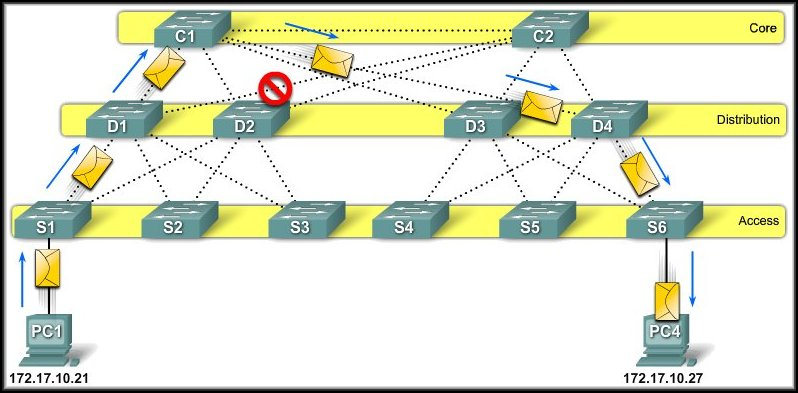 C1 C2 Core
D1 D2 D3 D4 Distribution
S1 S2 S3 S4 S5 S6 Access
PC1 PC4
172.17.10.21 172.17.10.27